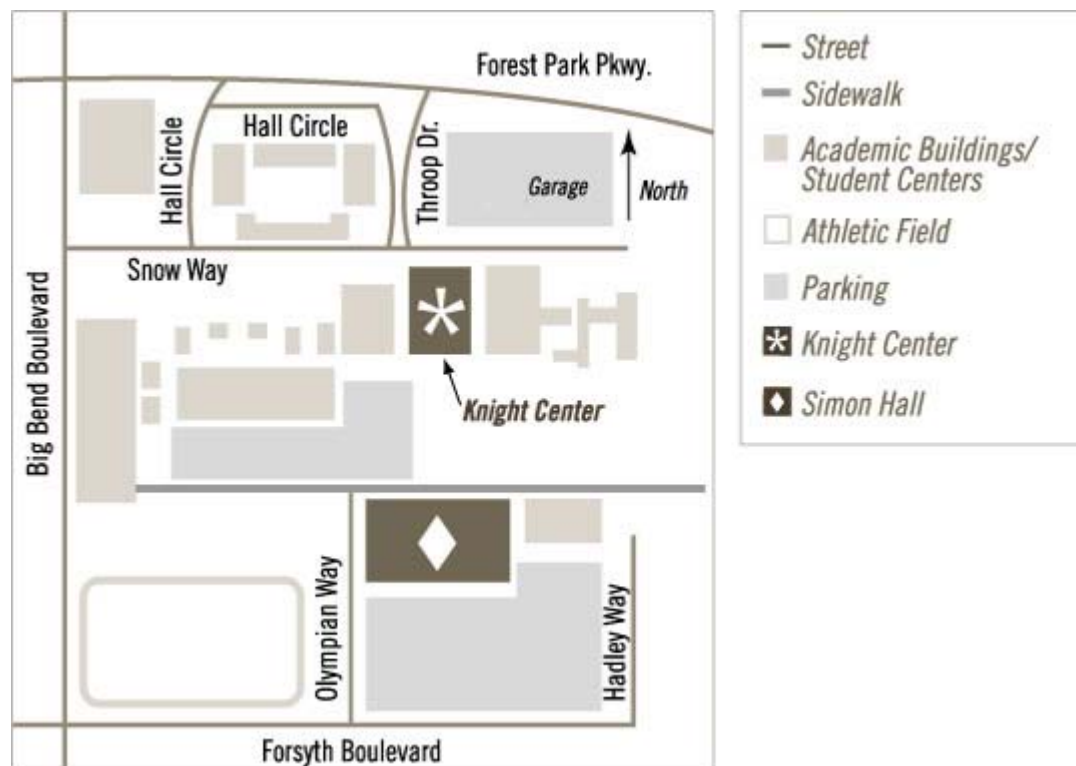 Forest Park Pkwy.
Hall Circle
Hall Circle
Throop Dr.
Garage
North
Snow Way
Big Bend Boulevard
Knight Center
Olympian Way
Hadley Way
Forsyth Boulevard
Street
Sidewalk
Academic Buildings/
Student Centers
Athletic Field
Parking
Knight Center
Simon Hall